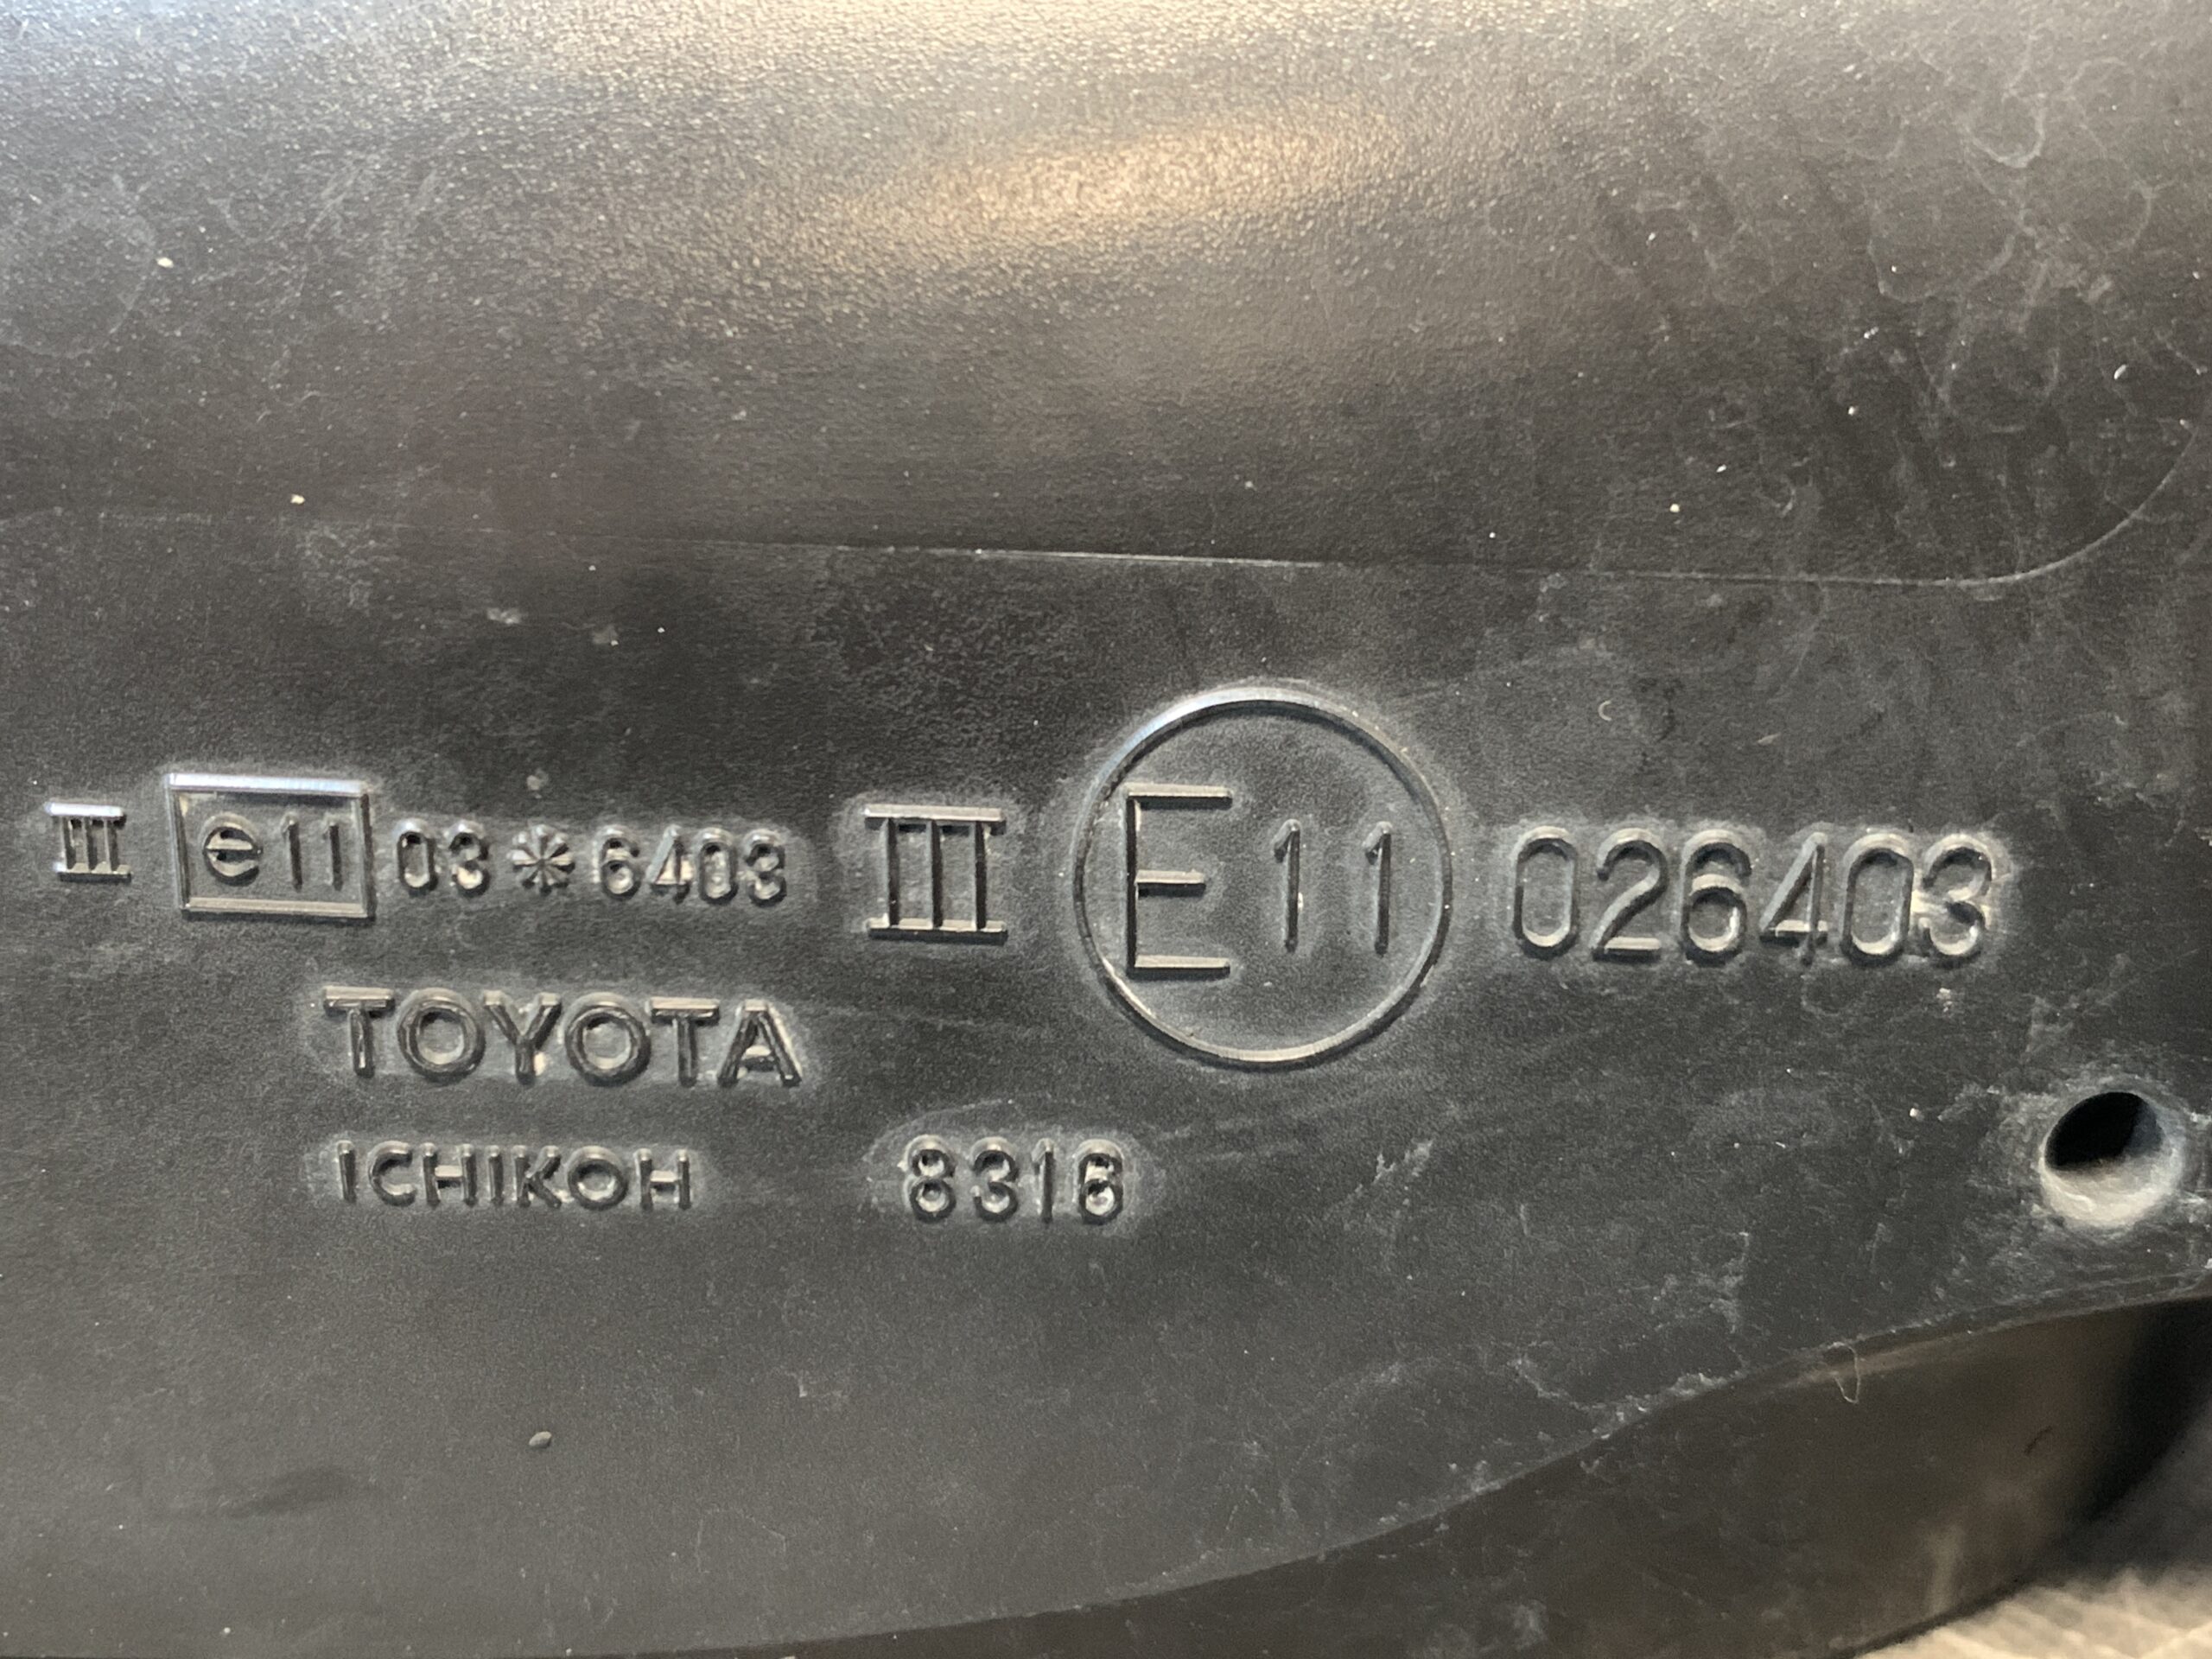 III e11 03*6403 III E11 026403
TOYOTA
ICHIKOH 8316